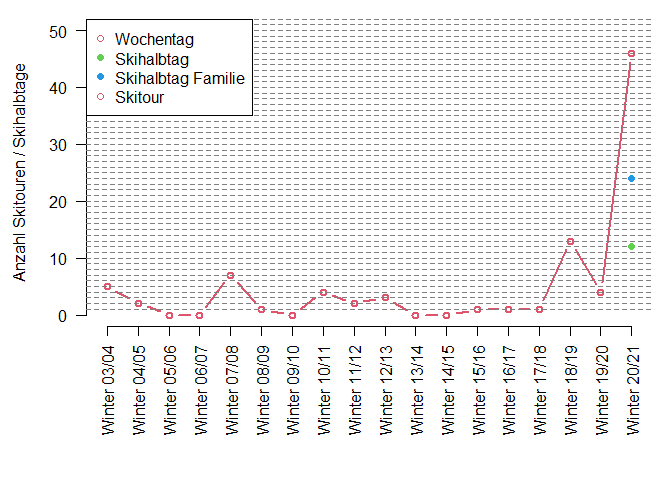 Wochentag
Skihalbtag
Skihalbtag Familie
Skitour
Anzahl Skitouren / Skihalbtage
50
40
30
20
10
0
Winter 03/04
Winter 04/05
Winter 05/06
Winter 06/07
Winter 07/08
Winter 08/09
Winter 09/10
Winter 10/11
Winter 11/12
Winter 12/13
Winter 13/14
Winter 14/15
Winter 15/16
Winter 16/17
Winter 17/18
Winter 18/19
Winter 19/20
Winter 20/21